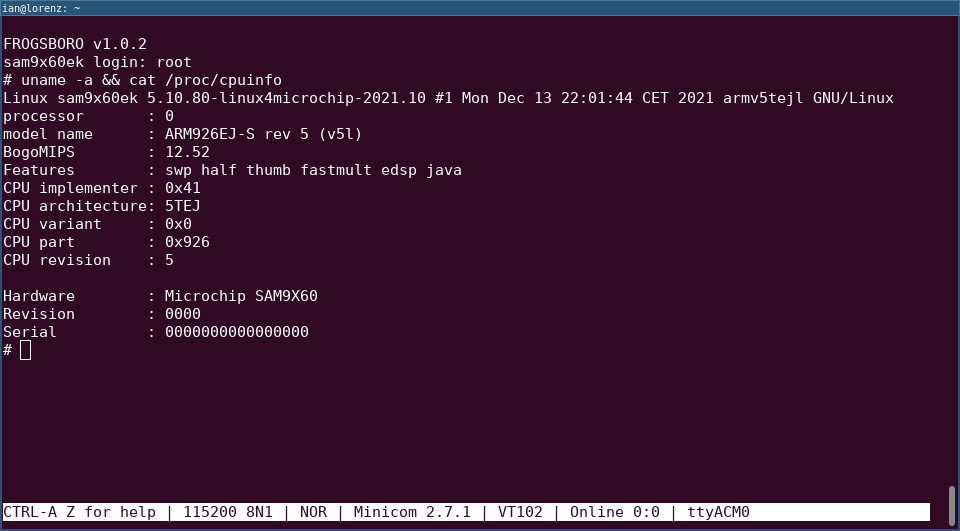 ian@lorenz: ~
FROGSBORO v1.0.2
sam9x60ek login: root
# uname -a && cat /proc/cpuinfo
Linux sam9x60ek 5.10.80-linux4microchip-2021.10 #1 Mon Dec 13 22:01:44 CET 2021 armv5tejl GNU/Linux
processor       : 0
model name      : ARM926EJ-S rev 5 (v5l)
BogoMIPS        : 12.52
Features        : swp half thumb fastmult edsp java
CPU implementer : 0x41
CPU architecture: 5TEJ
CPU variant     : 0x0
CPU part        : 0x926
CPU revision    : 5
Hardware        : Microchip SAM9X60
Revision        : 0000
Serial          : 0000000000000000
#
CTRL-A Z for help | 115200 8N1 | NOR | Minicom 2.7.1 | VT102 | Online 0:0 | ttyACM0